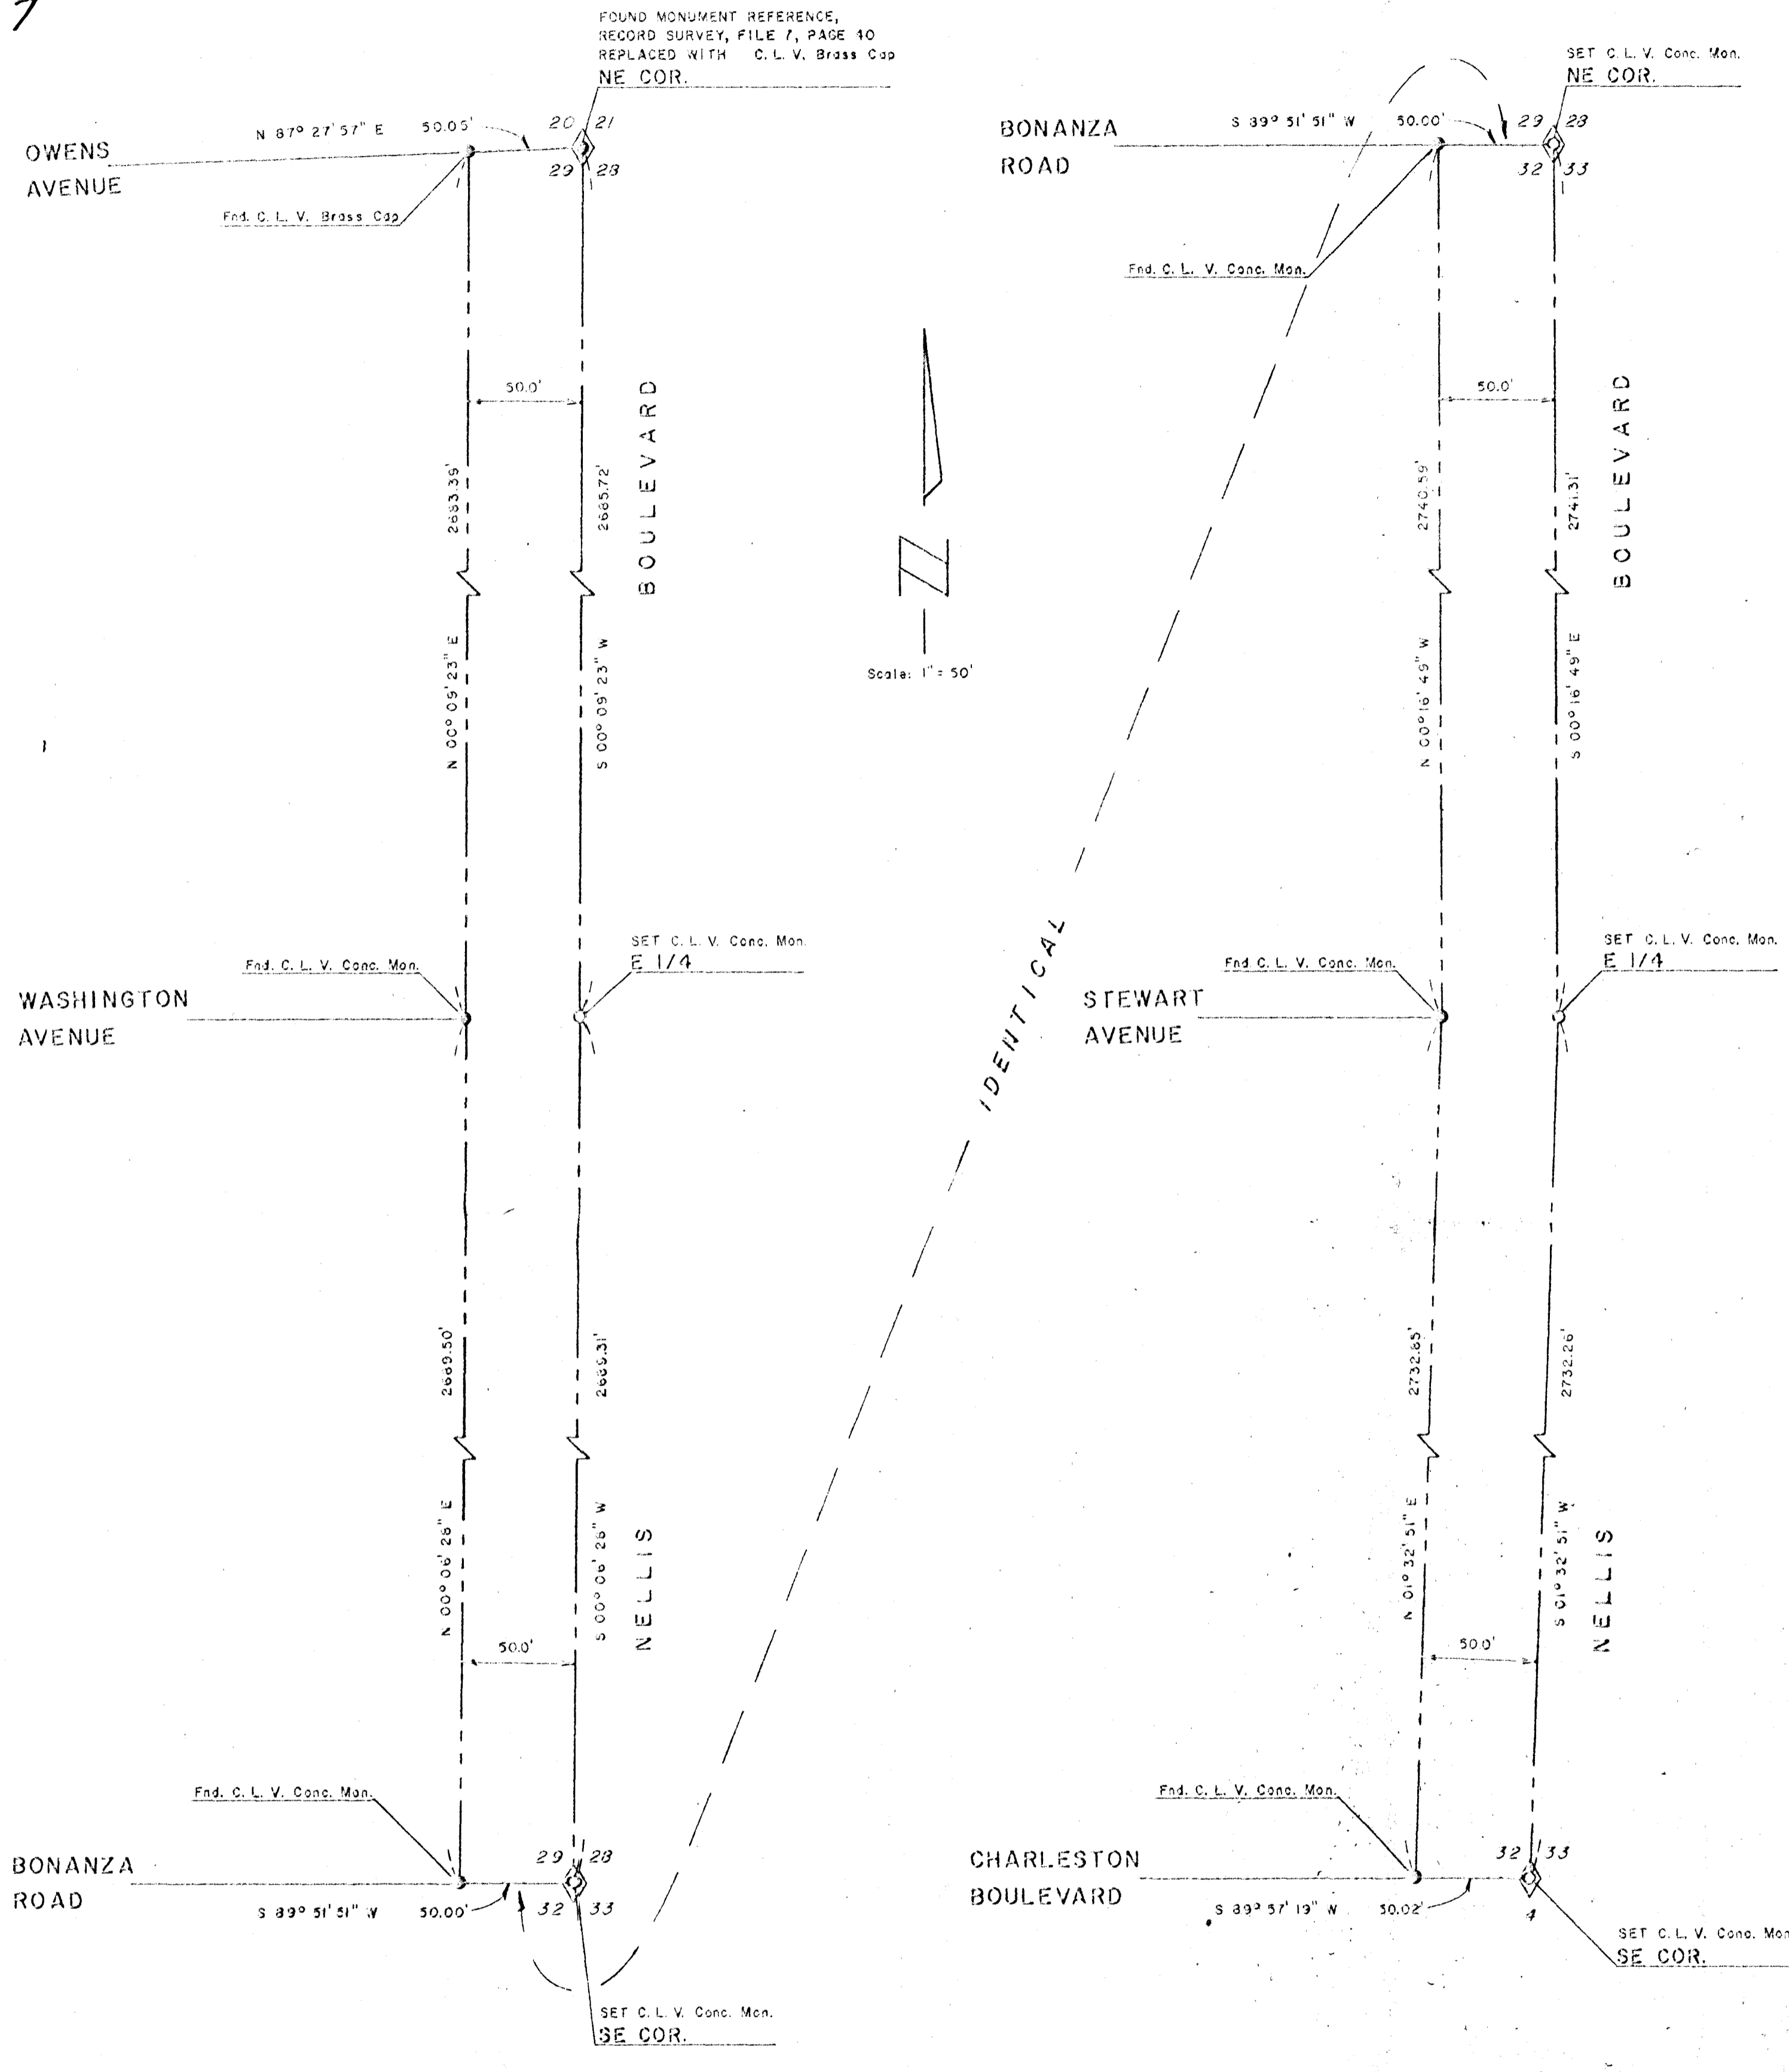 7
FOUND MONUMENT REFERENCE,
RECORD SURVEY, FILE 7, PAGE 40
REPLACED WITH C. L. V. Brass Cap
NE COR.
N 87° 27' 57" E 50.05'
20 21
29 28
OWENS
AVENUE
Fnd. C. L. V. Brass Cap
50.0'
BOULEVARD
2683.39'
2685.72'
N 00° 09' 23" E
S 00° 09' 23" W
Fnd. C. L. V. Conc. Mon.
SET C. L. V. Conc. Mon.
E 1/4
WASHINGTON
AVENUE
2689.50'
2689.31'
N 00° 06' 28" E
S 00° 06' 28" W
NELLIS
50.0'
Fnd. C. L. V. Conc. Mon.
29 28
32 33
BONANZA
ROAD
S 89° 51' 51" W 50.00'
SET C. L. V. Conc. Mon.
SE COR.
Scale: 1" = 50'
IDENTICAL
SET C. L. V. Conc. Mon.
NE COR.
BONANZA
ROAD
S 89° 51' 51" W 50.00'
29 28
32 33
Fnd. C. L. V. Conc. Mon.
50.0'
BOULEVARD
2740.59'
2741.31'
N 00° 16' 49" W
S 00° 16' 49" E
Fnd. C. L. V. Conc. Mon.
SET C. L. V. Conc. Mon.
E 1/4
STEWART
AVENUE
2732.85'
2732.26'
N 01° 32' 51" E
S 01° 32' 51" W
NELLIS
50.0'
Fnd. C. L. V. Conc. Mon.
32 33
4
CHARLESTON
BOULEVARD
S 89° 57' 19" W 50.02'
SET C. L. V. Conc. Mon
SE COR.